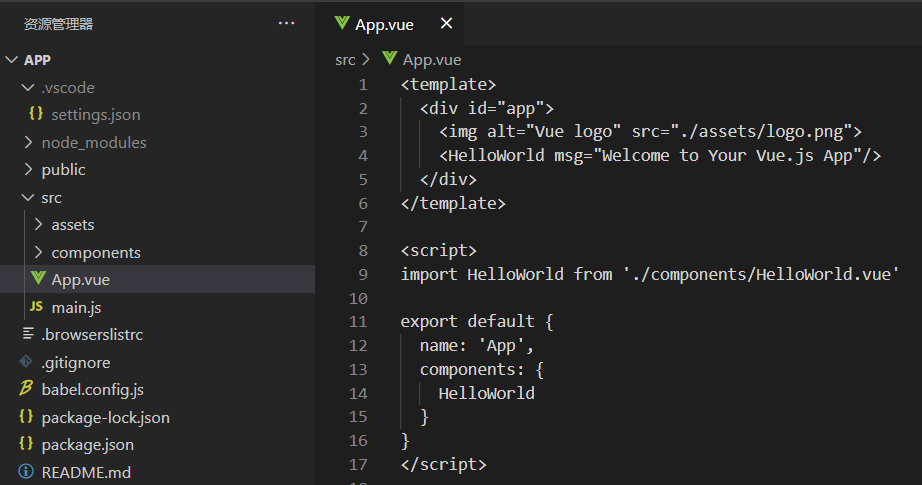 资源管理器 ···
APP
.vscode
{} settings.json
node_modules
public
src
assets
components
App.vue
JS main.js
.browserslistrc
.gitignore
babel.config.js
{} package-lock.json
{} package.json
README.md
App.vue ×
src > App.vue
1 <template>
2   <div id="app">
3     <img alt="Vue logo" src="./assets/logo.png">
4     <HelloWorld msg="Welcome to Your Vue.js App"/>
5   </div>
6 </template>
7
8 <script>
9 import HelloWorld from './components/HelloWorld.vue'
10
11 export default {
12   name: 'App',
13   components: {
14     HelloWorld
15   }
16 }
17 </script>